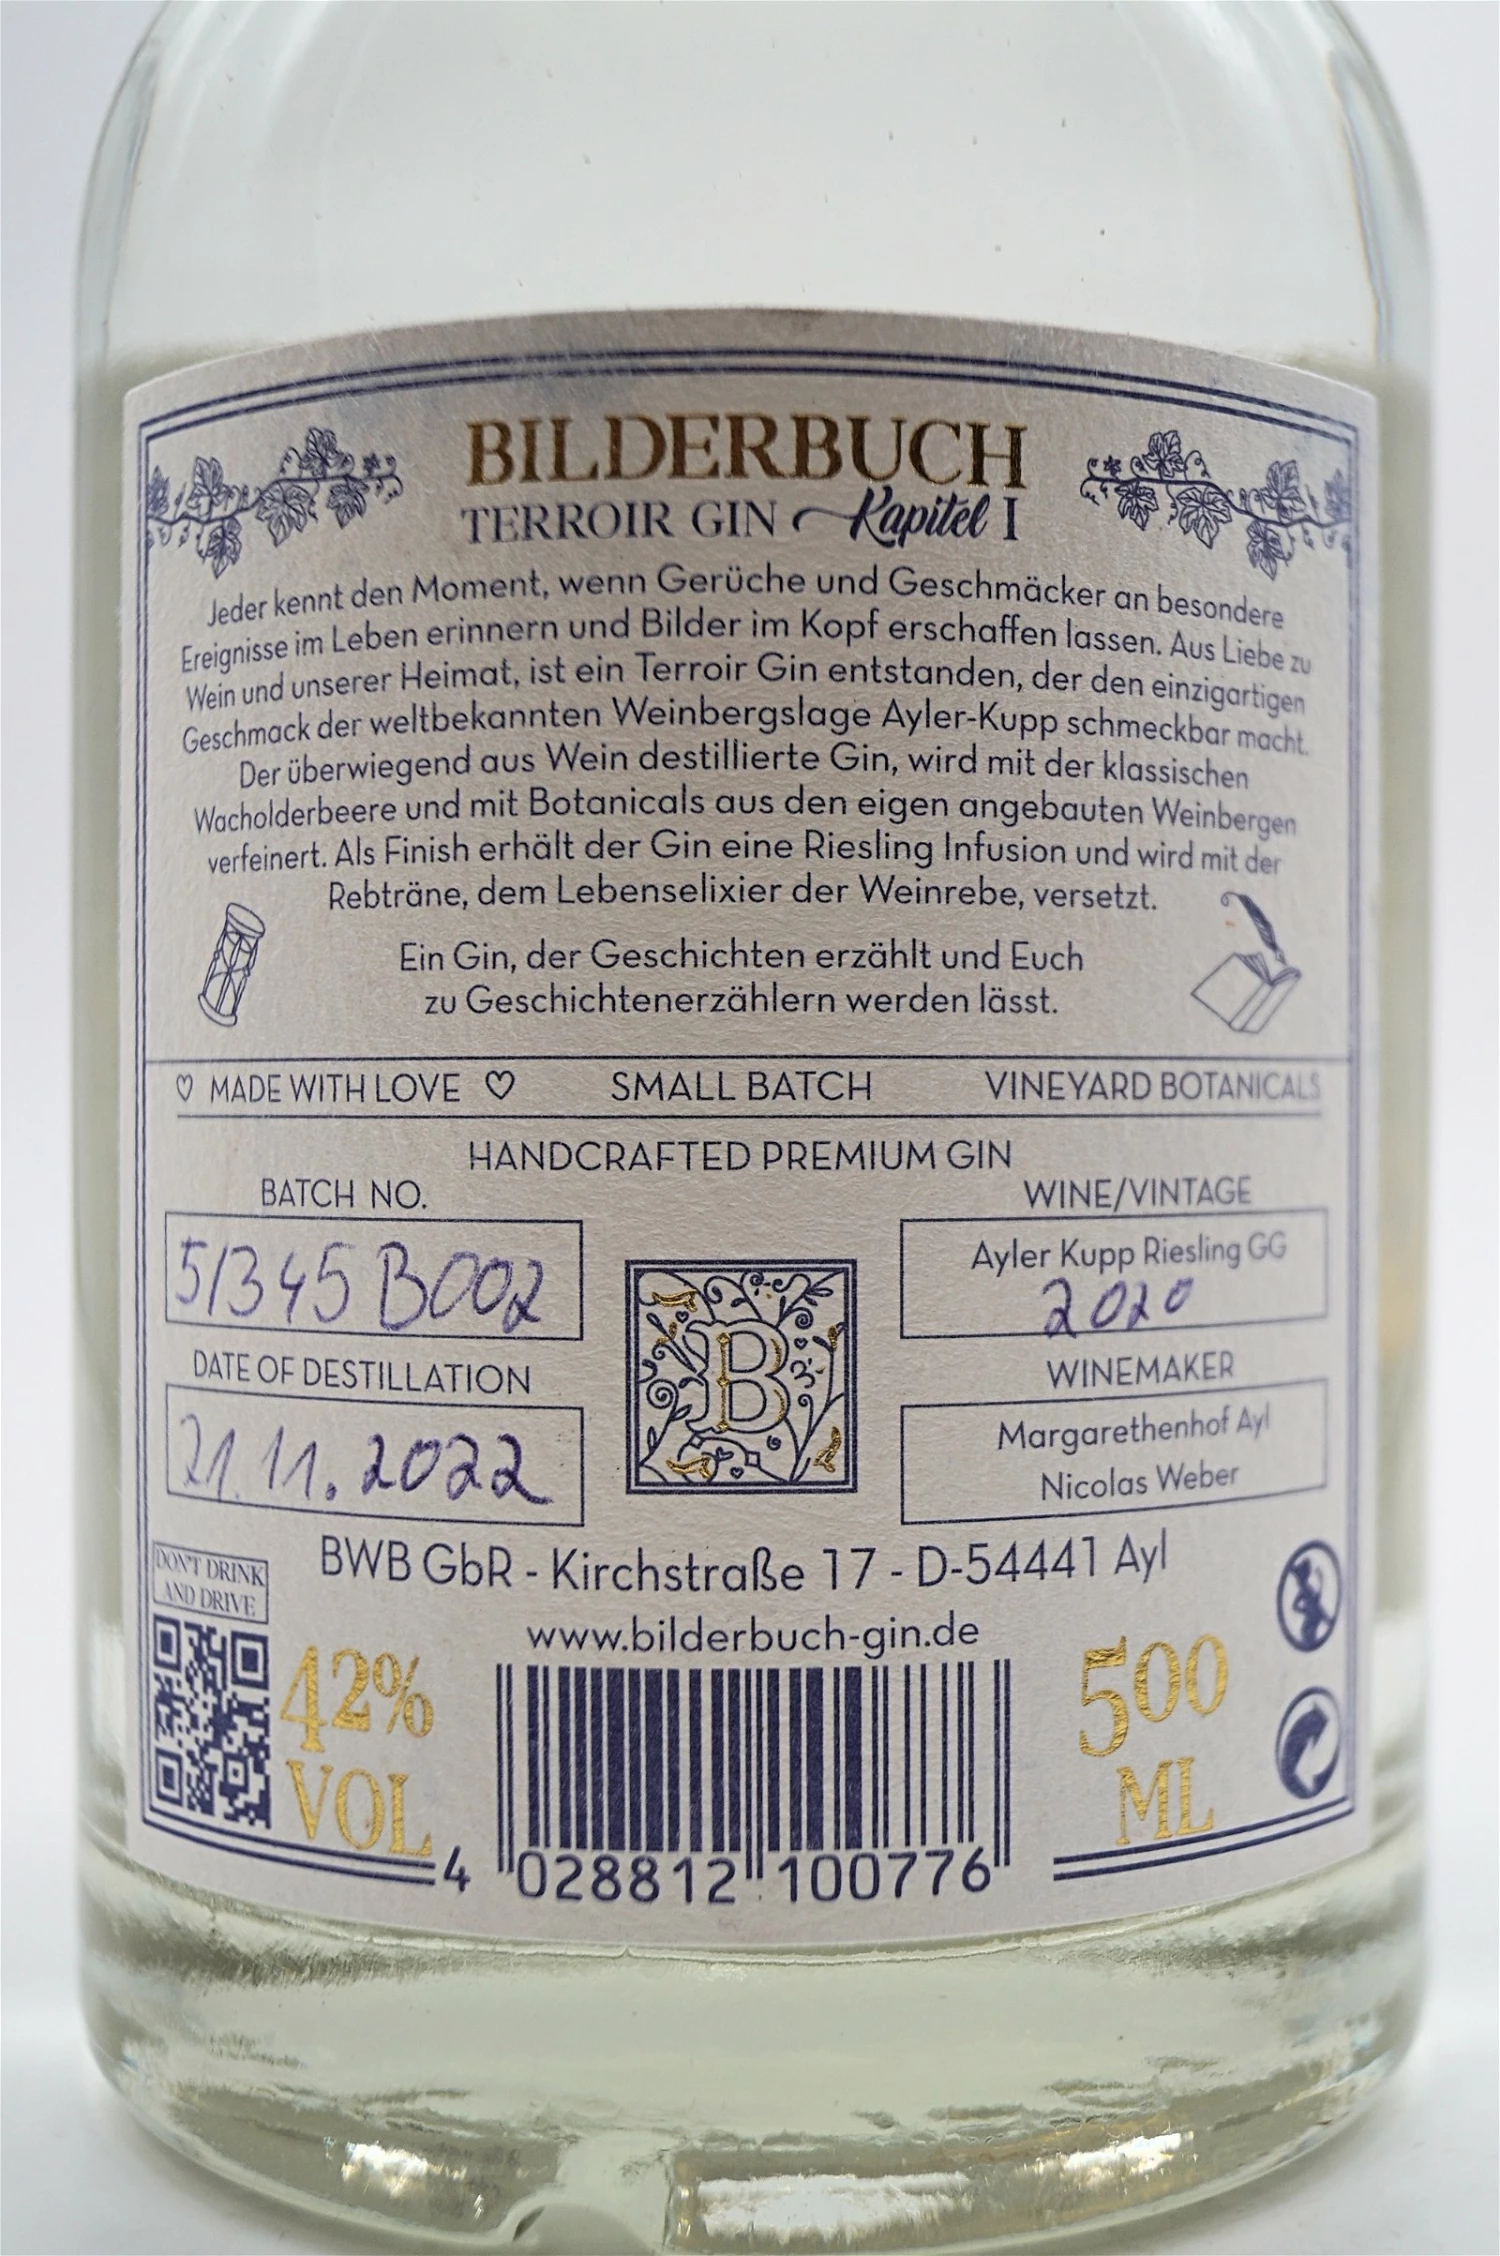 BILDERBUCH
TERROIR GIN Kapitel I
Jeder kennt den Moment, wenn Gerüche und Geschmäcker an besondere
Ereignisse im Leben erinnern und Bilder im Kopf erschaffen lassen. Aus Liebe zu
Wein und unserer Heimat, ist ein Terroir Gin entstanden, der den einzigartigen
Geschmack der weltbekannten Weinbergslage Ayler-Kupp schmeckbar macht.
Der überwiegend aus Wein destillierte Gin, wird mit der klassischen
Wacholderbeere und mit Botanicals aus den eigen angebauten Weinbergen
verfeinert. Als Finish erhält der Gin eine Riesling Infusion und wird mit der
Rebträne, dem Lebenselixier der Weinrebe, versetzt.
Ein Gin, der Geschichten erzählt und Euch
zu Geschichtenerzählern werden lässt.
♡ MADE WITH LOVE ♡ SMALL BATCH VINEYARD BOTANICALS
HANDCRAFTED PREMIUM GIN
BATCH NO.
51345 B002
DATE OF DESTILLATION
21.11.2022
B
WINE/VINTAGE
Ayler Kupp Riesling GG
2020
WINEMAKER
Margarethenhof Ayl
Nicolas Weber
BWB GbR - Kirchstraße 17 - D-54441 Ayl
www.bilderbuch-gin.de
DON'T DRINK
AND DRIVE
42%
VOL
500
ML
4 028812 100776